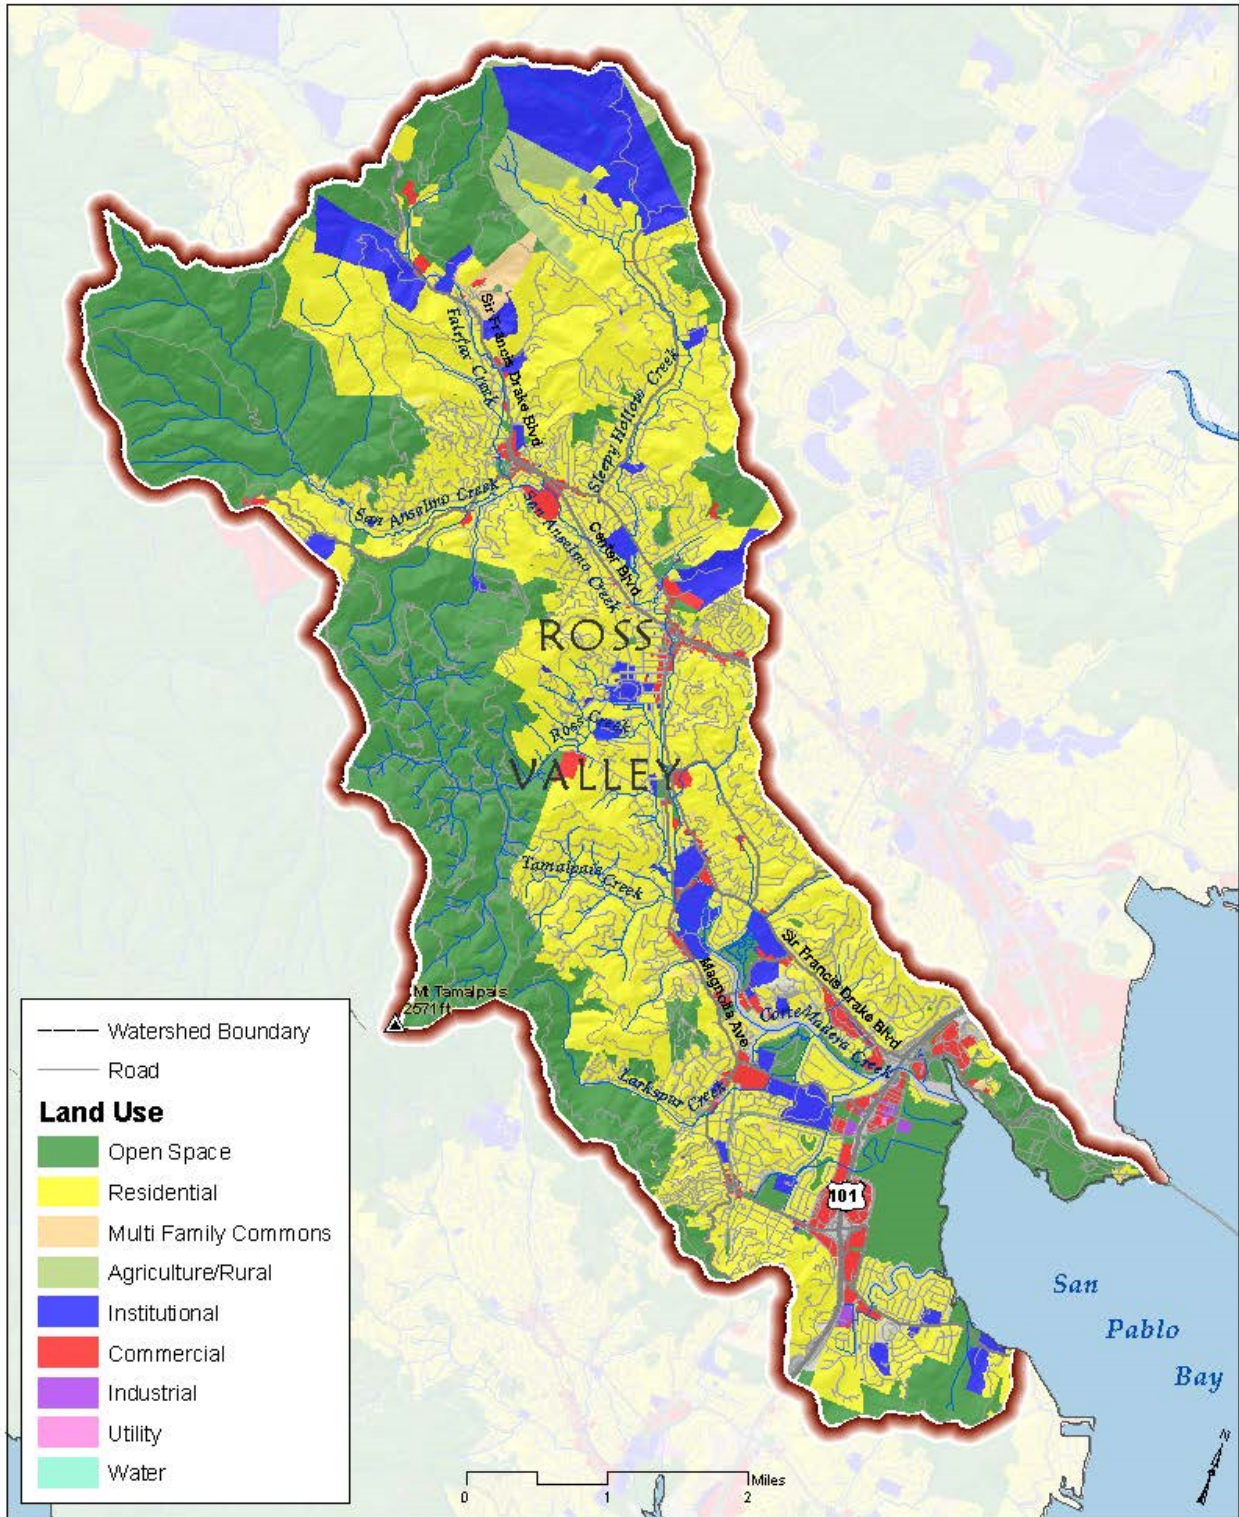 Sir Francis Drake Blvd
Fairfax Creek
Sleepy Hollow Creek
San Anselmo Creek
San Anselmo Creek
Center Blvd
ROSS
Ross Creek
VALLEY
Tamalpais Creek
Sir Francis Drake Blvd
Magnolia Ave
Corte Madera Creek
Mt Tamalpais
2571ft
Larkspur Creek
101
San
Pablo
Bay
Watershed Boundary
Road
Land Use
Open Space
Residential
Multi Family Commons
Agriculture/Rural
Institutional
Commercial
Industrial
Utility
Water
Miles
0 1 2
N